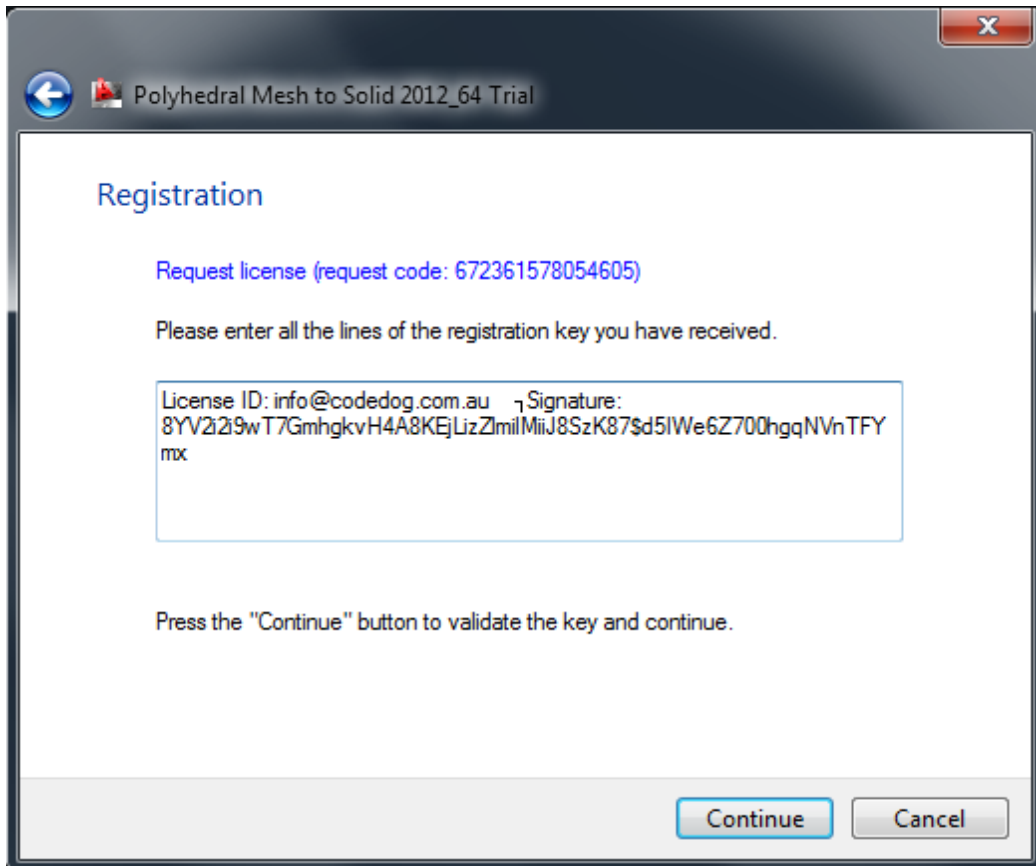 Polyhedral Mesh to Solid 2012_64 Trial
Registration
Request license (request code: 672361578054605)
Please enter all the lines of the registration key you have received.
License ID: info@codedog.com.au ┐Signature:
8YV2i2i9wT7GmhgkvH4A8KEjLizZlmilMiiJ8SzK87$d5IWe6Z700hgqNVnTFY
mx
Press the "Continue" button to validate the key and continue.
Continue Cancel